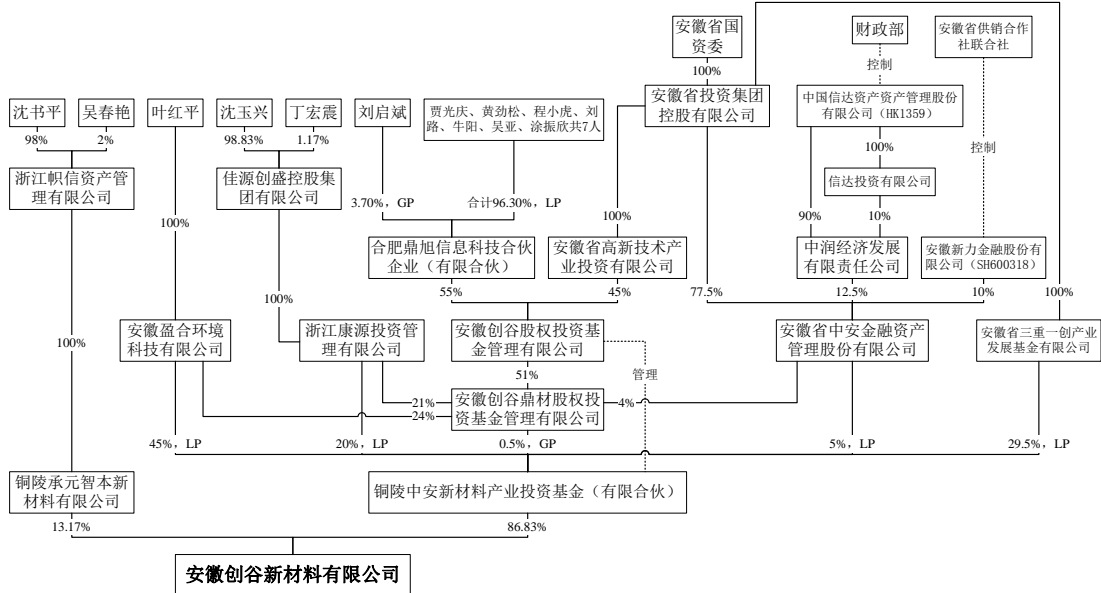 安徽省国
资委
财政部
安徽省供销合作
社联合社
100%
控制
沈书平
吴春艳
叶红平
沈玉兴
丁宏震
刘启斌
贾光庆、黄劲松、程小虎、刘
路、牛阳、吴亚、涂振欣共7人
安徽省投资集团
控股有限公司
中国信达资产资产管理股份
有限公司（HK1359）
98%
2%
98.83%
1.17%
100%
控制
浙江帜信资产管
理有限公司
佳源创盛控股集
团有限公司
信达投资有限公司
3.70%，GP
合计96.30%，LP
100%
100%
90%
10%
合肥鼎旭信息科技合伙
企业（有限合伙）
安徽省高新技术产
业投资有限公司
中润经济发展
有限责任公司
安徽新力金融股份有
限公司（SH600318）
55%
45%
77.5%
12.5%
10%
100%
100%
100%
安徽盈合环境
科技有限公司
浙江康源投资管
理有限公司
安徽创谷股权投资基
金管理有限公司
安徽省中安金融资产
管理股份有限公司
安徽省三重一创产业
发展基金有限公司
51%
管理
21%
24%
安徽创谷鼎材股权投
资基金管理有限公司
4%
45%，LP
20%，LP
0.5%，GP
5%，LP
29.5%，LP
铜陵承元智本新
材料有限公司
铜陵中安新材料产业投资基金（有限合伙）
13.17%
86.83%
安徽创谷新材料有限公司